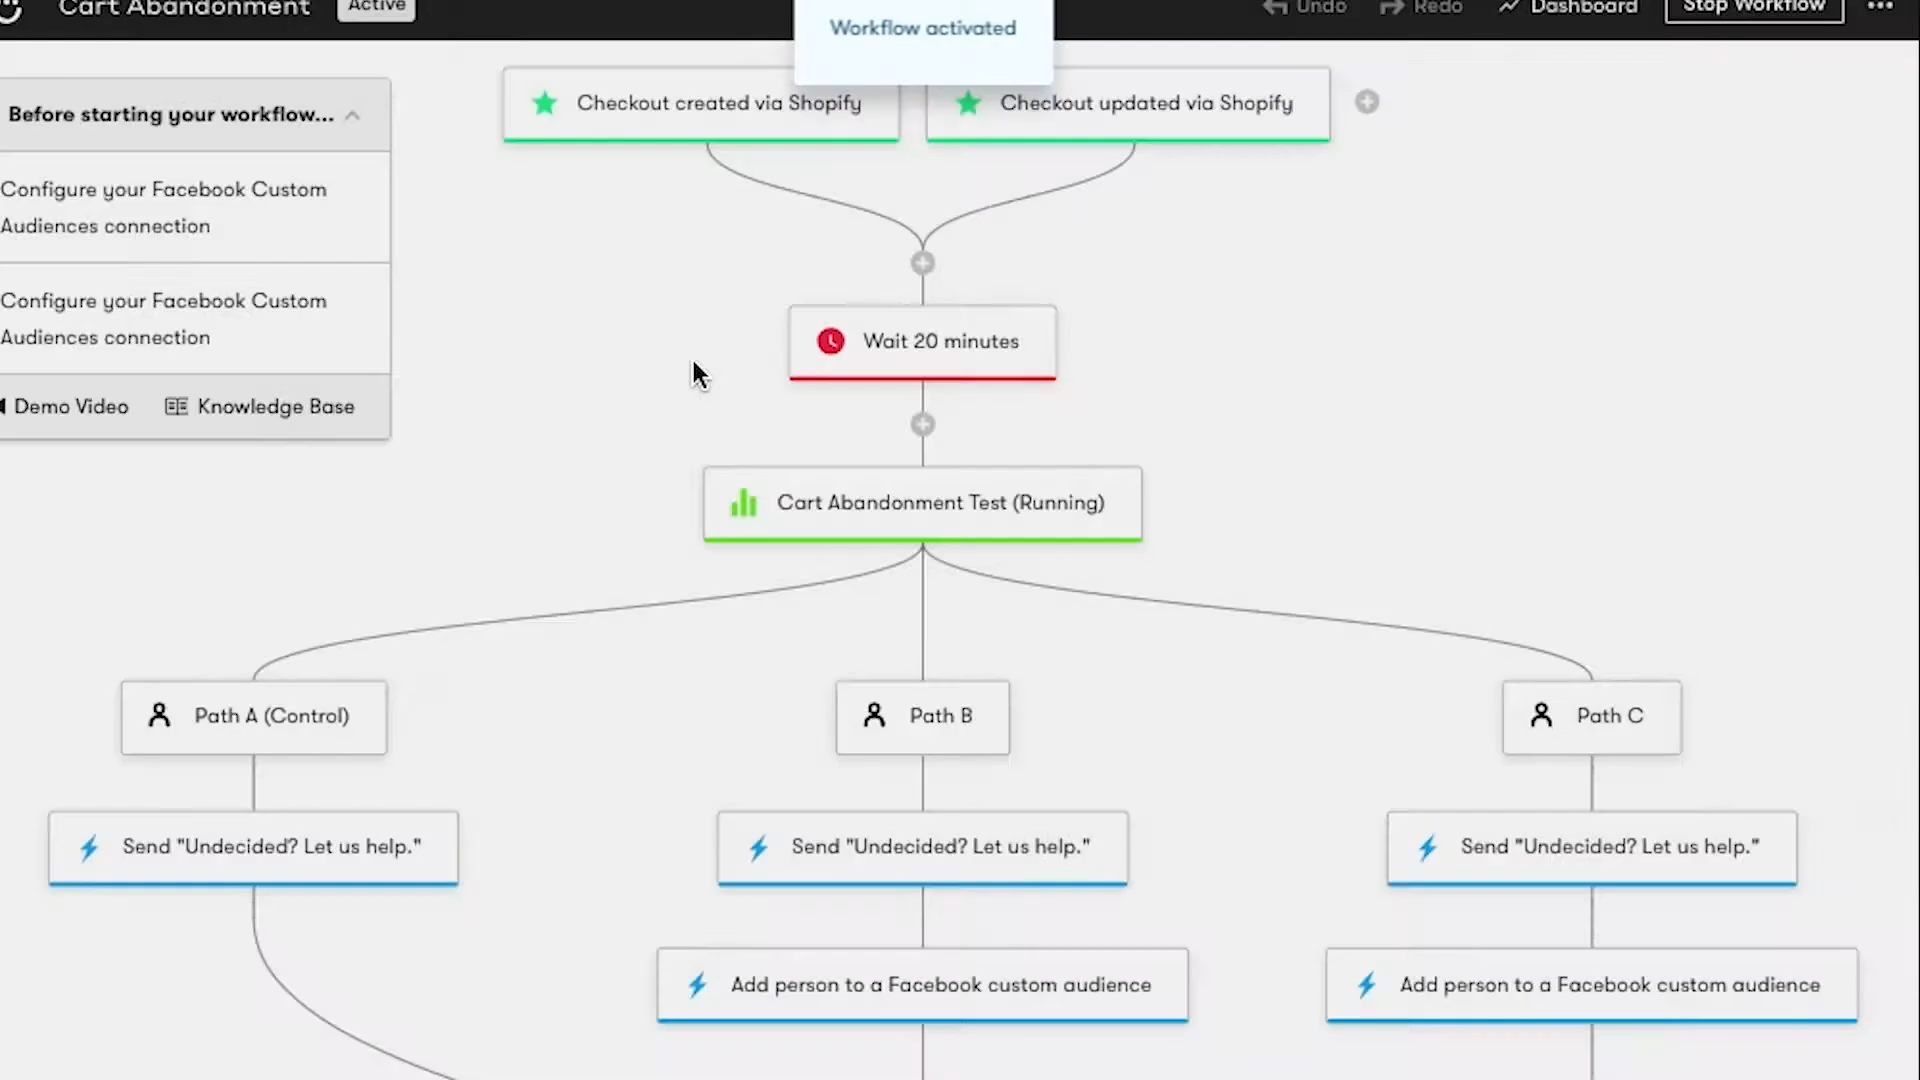 Cart Abandonment
Active
Undo
Redo
Dashboard
Stop Workflow
Workflow activated
Before starting your workflow...
Configure your Facebook Custom
Audiences connection
Configure your Facebook Custom
Audiences connection
Demo Video
Knowledge Base
Checkout created via Shopify
Checkout updated via Shopify
Wait 20 minutes
Cart Abandonment Test (Running)
Path A (Control)
Path B
Path C
Send "Undecided? Let us help."
Send "Undecided? Let us help."
Send "Undecided? Let us help."
Add person to a Facebook custom audience
Add person to a Facebook custom audience